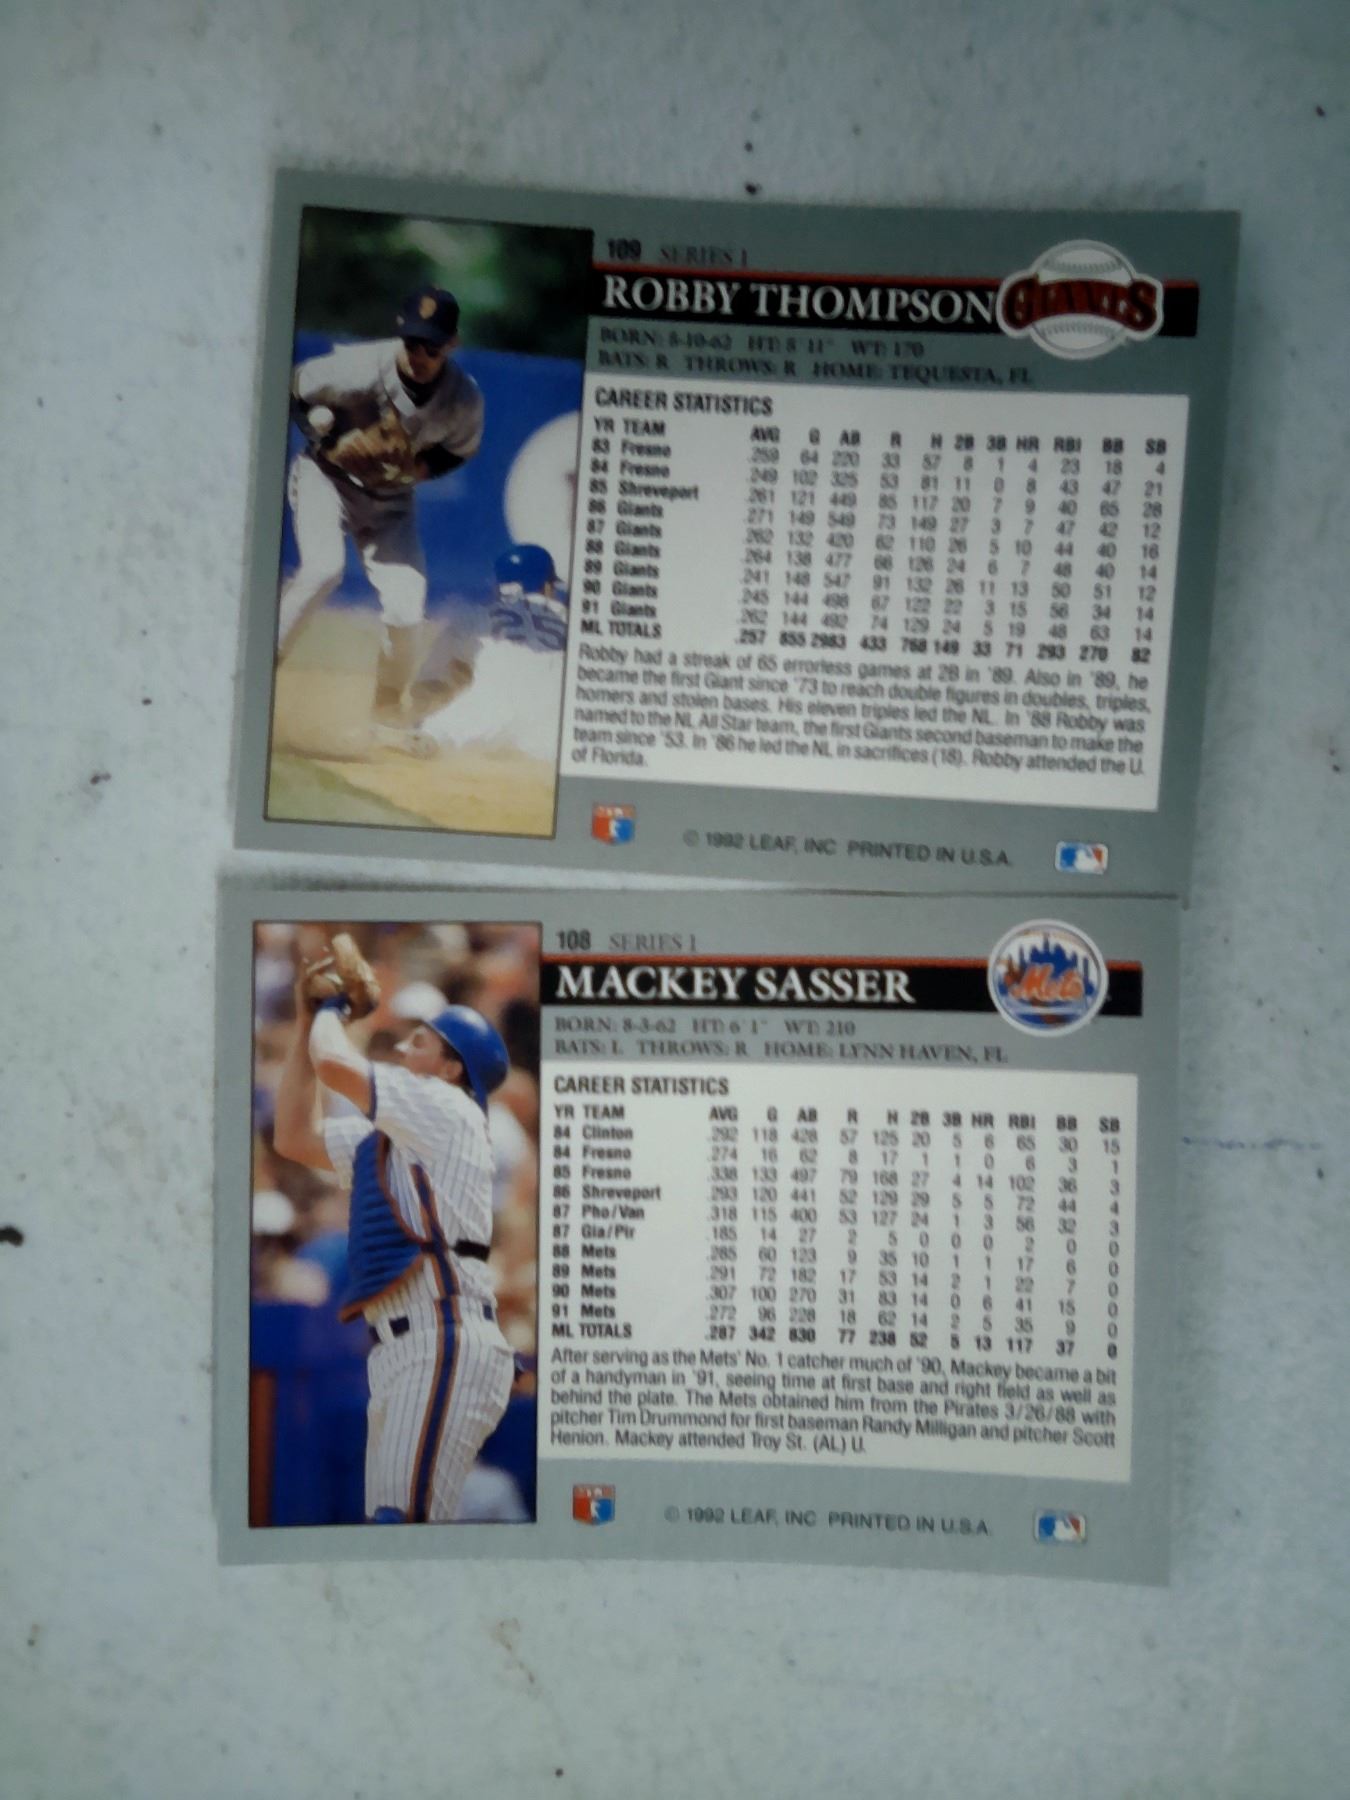 109 SERIES 1
ROBBY THOMPSON GIANTS
BORN: 8-10-62 HT: 5' 11" WT: 170
BATS: R THROWS: R HOME: TEQUESTA, FL
CAREER STATISTICS
YR TEAM AVG G AB R H 2B 3B HR RBI BB SB
83 Fresno .259 64 220 33 57 8 1 4 23 18 4
84 Fresno .249 102 325 53 81 11 0 8 43 47 21
85 Shreveport .261 121 449 85 117 20 7 9 40 65 28
86 Giants .271 149 549 73 149 27 3 7 47 42 12
87 Giants .262 132 420 62 110 26 5 10 44 40 16
88 Giants .264 138 477 66 126 24 6 7 48 40 14
89 Giants .241 148 547 91 132 26 11 13 50 51 12
90 Giants .245 144 498 67 122 22 3 15 56 34 14
91 Giants .262 144 492 74 129 24 5 19 48 63 14
ML TOTALS .257 855 2983 433 768 149 33 71 293 270 82
Robby had a streak of 65 errorless games at 2B in '89. Also in '89, he
became the first Giant since '73 to reach double figures in doubles, triples,
homers and stolen bases. His eleven triples led the NL. In '88 Robby was
named to the NL All Star team, the first Giants second baseman to make the
team since '53. In '86 he led the NL in sacrifices (18). Robby attended the U.
of Florida.
© 1992 LEAF, INC PRINTED IN U.S.A.
25
108 SERIES 1
MACKEY SASSER Mets
BORN: 8-3-62 HT: 6' 1" WT: 210
BATS: L THROWS: R HOME: LYNN HAVEN, FL
CAREER STATISTICS
YR TEAM AVG G AB R H 2B 3B HR RBI BB SB
84 Clinton .292 118 428 57 125 20 5 6 65 30 15
84 Fresno .274 16 62 8 17 1 1 0 6 3 1
85 Fresno .338 133 497 79 168 27 4 14 102 36 3
86 Shreveport .293 120 441 52 129 29 5 5 72 44 4
87 Pho/Van .318 115 400 53 127 24 1 3 56 32 3
87 Gia/Pir .185 14 27 2 5 0 0 0 2 0 0
88 Mets .285 60 123 9 35 10 1 1 17 6 0
89 Mets .291 72 182 17 53 14 2 1 22 7 0
90 Mets .307 100 270 31 83 14 0 6 41 15 0
91 Mets .272 96 228 18 62 14 2 5 35 9 0
ML TOTALS .287 342 830 77 238 52 5 13 117 37 0
After serving as the Mets' No. 1 catcher much of '90, Mackey became a bit
of a handyman in '91, seeing time at first base and right field as well as
behind the plate. The Mets obtained him from the Pirates 3/26/88 with
pitcher Tim Drummond for first baseman Randy Milligan and pitcher Scott
Henion. Mackey attended Troy St. (AL) U.
© 1992 LEAF, INC PRINTED IN U.S.A.